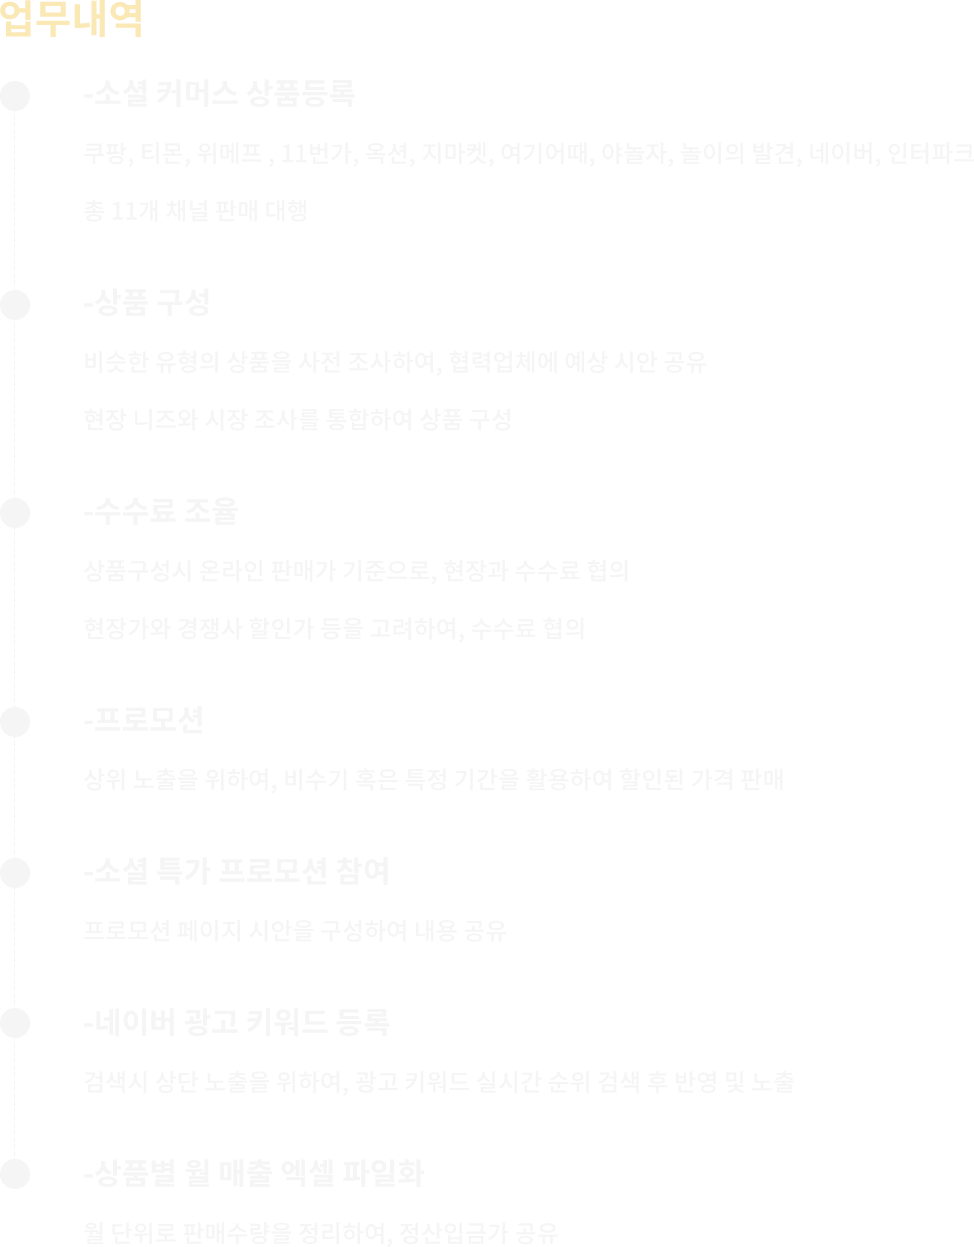 업무내역
-소셜 커머스 상품등록
쿠팡, 티몬, 위메프 , 11번가, 옥션, 지마켓, 여기어때, 야놀자, 놀이의 발견, 네이버, 인터파크
총 11개 채널 판매 대행
-상품 구성
비슷한 유형의 상품을 사전 조사하여, 협력업체에 예상 시안 공유
현장 니즈와 시장 조사를 통합하여 상품 구성
-수수료 조율
상품구성시 온라인 판매가 기준으로, 현장과 수수료 협의
현장가와 경쟁사 할인가 등을 고려하여, 수수료 협의
-프로모션
상위 노출을 위하여, 비수기 혹은 특정 기간을 활용하여 할인된 가격 판매
-소셜 특가 프로모션 참여
프로모션 페이지 시안을 구성하여 내용 공유
-네이버 광고 키워드 등록
검색시 상단 노출을 위하여, 광고 키워드 실시간 순위 검색 후 반영 및 노출
-상품별 월 매출 엑셀 파일화
월 단위로 판매수량을 정리하여, 정산입금가 공유